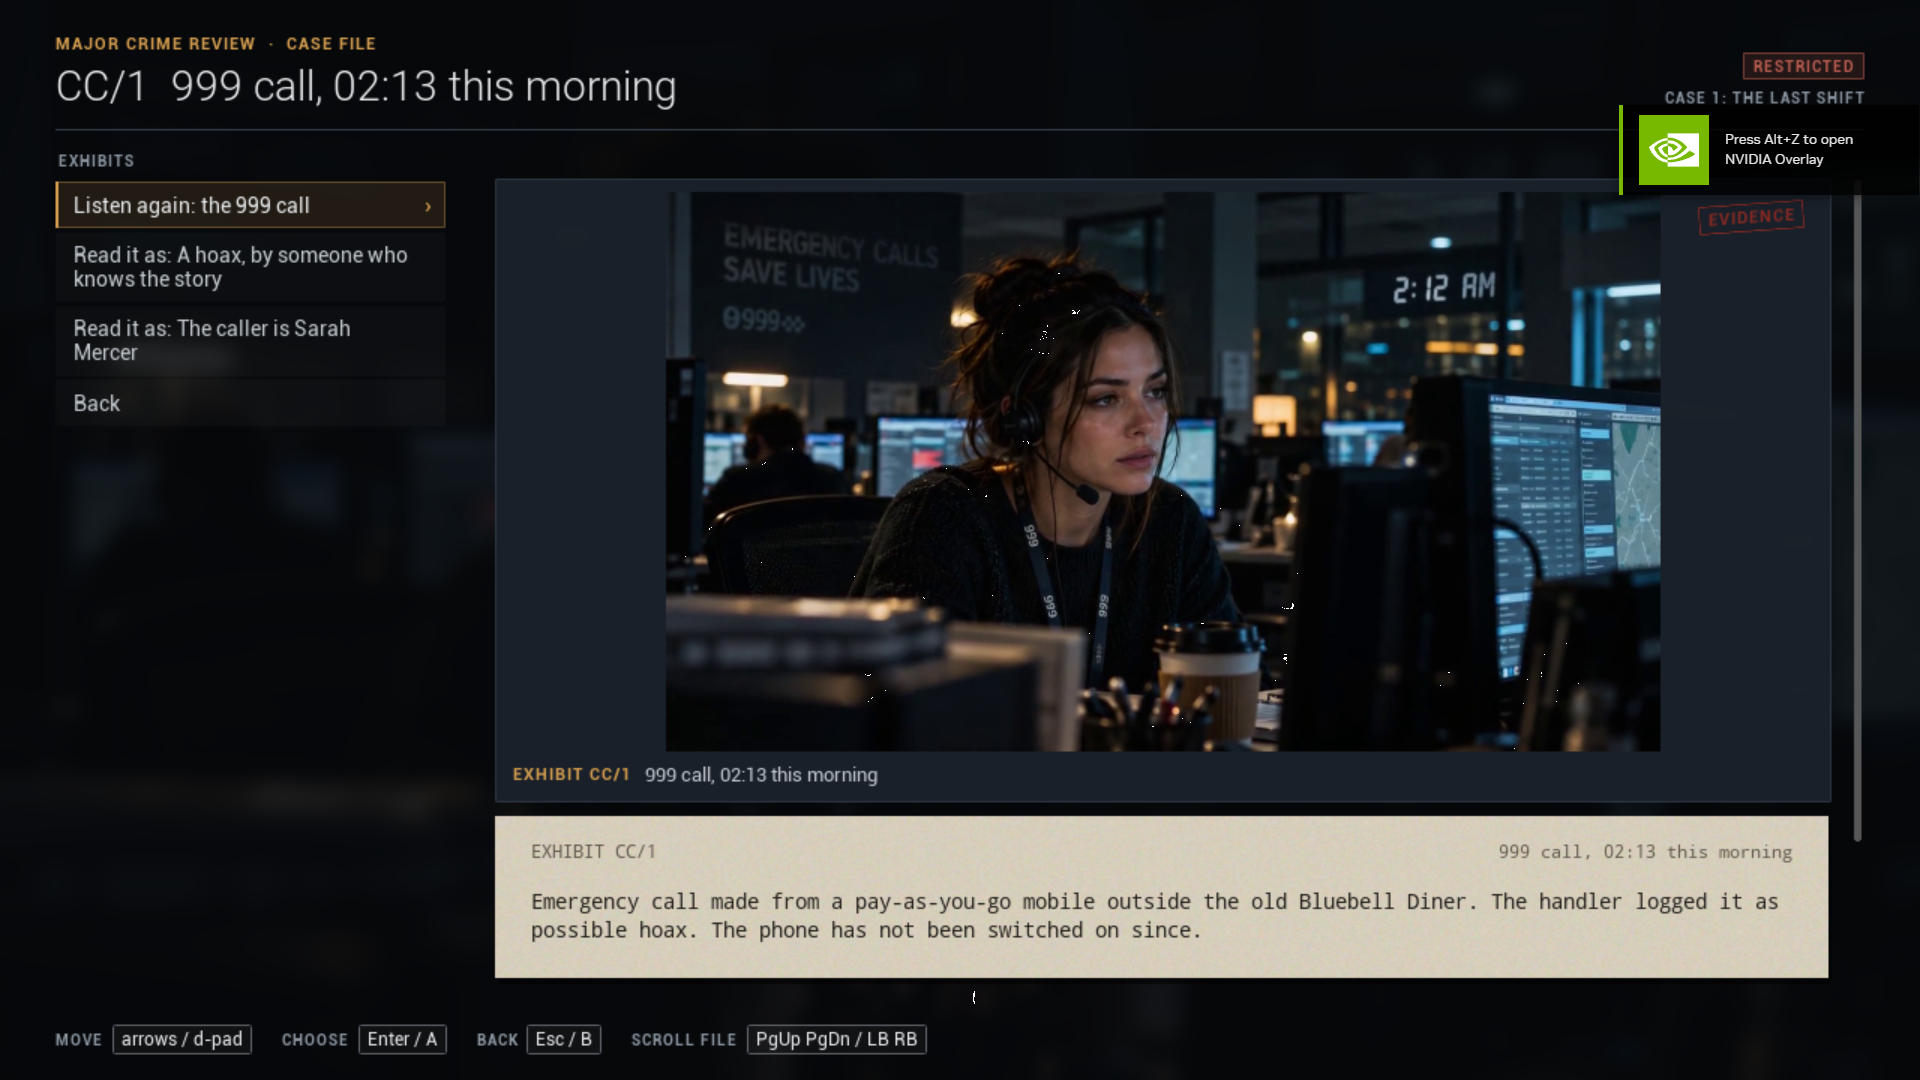 MAJOR CRIME REVIEW · CASE FILE
CC/1 999 call, 02:13 this morning
RESTRICTED
CASE 1: THE LAST SHIFT
Press Alt+Z to open
NVIDIA Overlay
EXHIBITS
Listen again: the 999 call ›
Read it as: A hoax, by someone who
knows the story
Read it as: The caller is Sarah
Mercer
Back
EVIDENCE
EMERGENCY CALLS
SAVE LIVES
999
2:12 AM
999
999
999
999
EXHIBIT CC/1 999 call, 02:13 this morning
EXHIBIT CC/1
999 call, 02:13 this morning
Emergency call made from a pay-as-you-go mobile outside the old Bluebell Diner. The handler logged it as
possible hoax. The phone has not been switched on since.
MOVE arrows / d-pad CHOOSE Enter / A BACK Esc / B SCROLL FILE PgUp PgDn / LB RB